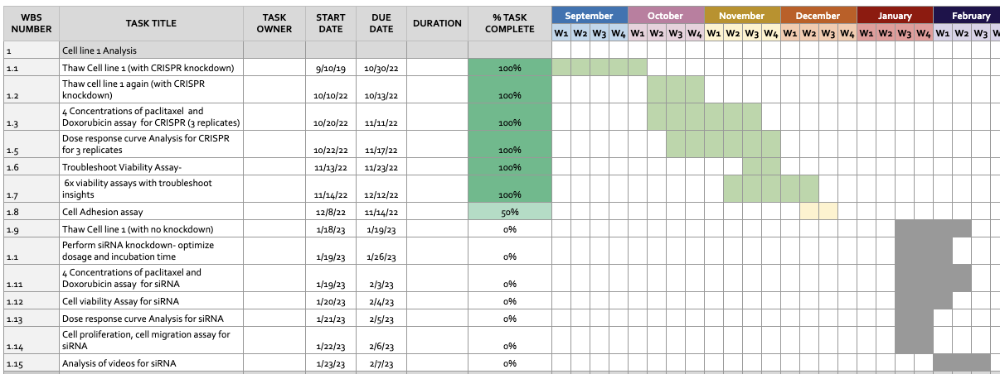 WBS NUMBER TASK TITLE TASK OWNER START DATE DUE DATE DURATION % TASK COMPLETE September October November December January February
W1 W2 W3 W4 W1 W2 W3 W4 W1 W2 W3 W4 W1 W2 W3 W4 W1 W2 W3 W4 W1 W2 W3
1 Cell line 1 Analysis
1.1 Thaw Cell line 1 (with CRISPR knockdown) 9/10/19 10/30/22 100%
Thaw cell line 1 again (with CRISPR
1.2 knockdown) 10/10/22 10/13/22 100%
4 Concentrations of paclitaxel and
1.3 Doxorubicin assay for CRISPR (3 replicates) 10/20/22 11/11/22 100%
Dose response curve Analysis for CRISPR
1.5 for 3 replicates 10/22/22 11/17/22 100%
1.6 Troubleshoot Viability Assay- 11/13/22 11/23/22 100%
6x viability assays with troubleshoot
1.7 insights 11/14/22 12/12/22 100%
1.8 Cell Adhesion assay 12/8/22 11/14/22 50%
1.9 Thaw Cell line 1 (with no knockdown) 1/18/23 1/19/23 0%
Perform siRNA knockdown- optimize
1.1 dosage and incubation time 1/19/23 1/26/23 0%
4 Concentrations of paclitaxel and
1.11 Doxorubicin assay for siRNA 1/19/23 2/3/23 0%
1.12 Cell viability Assay for siRNA 1/20/23 2/4/23 0%
1.13 Dose response curve Analysis for siRNA 1/21/23 2/5/23 0%
Cell proliferation, cell migration assay for
1.14 siRNA 1/22/23 2/6/23 0%
1.15 Analysis of videos for siRNA 1/23/23 2/7/23 0%